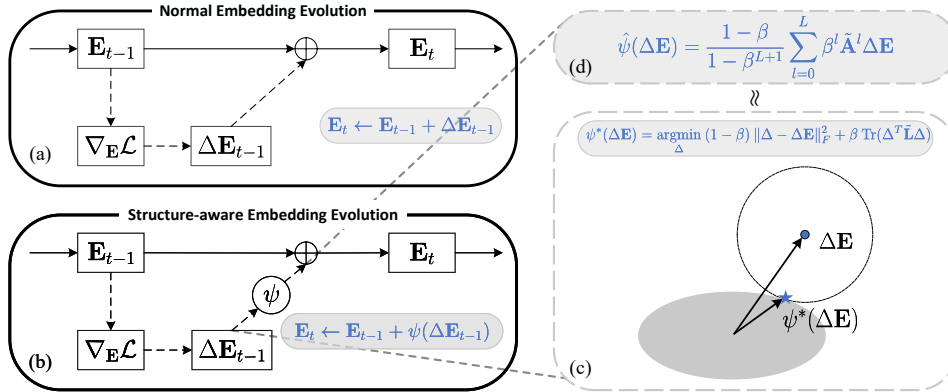 Normal Embedding Evolution
E_{t−1}
E_t
∇_E ℒ
ΔE_{t−1}
E_t ← E_{t−1} + ΔE_{t−1}
(a)
Structure-aware Embedding Evolution
E_{t−1}
E_t
ψ
∇_E ℒ
ΔE_{t−1}
E_t ← E_{t−1} + ψ(ΔE_{t−1})
(b)
ψ̂(ΔE) = \frac{1 − β}{1 − β^{L+1}} \sum_{l=0}^{L} β^l Ã^l ΔE
(d)
≈
ψ*(ΔE) = argmin_Δ (1 − β) ‖Δ − ΔE‖_F^2 + β Tr(Δ^T L̃Δ)
ΔE
ψ*(ΔE)
(c)